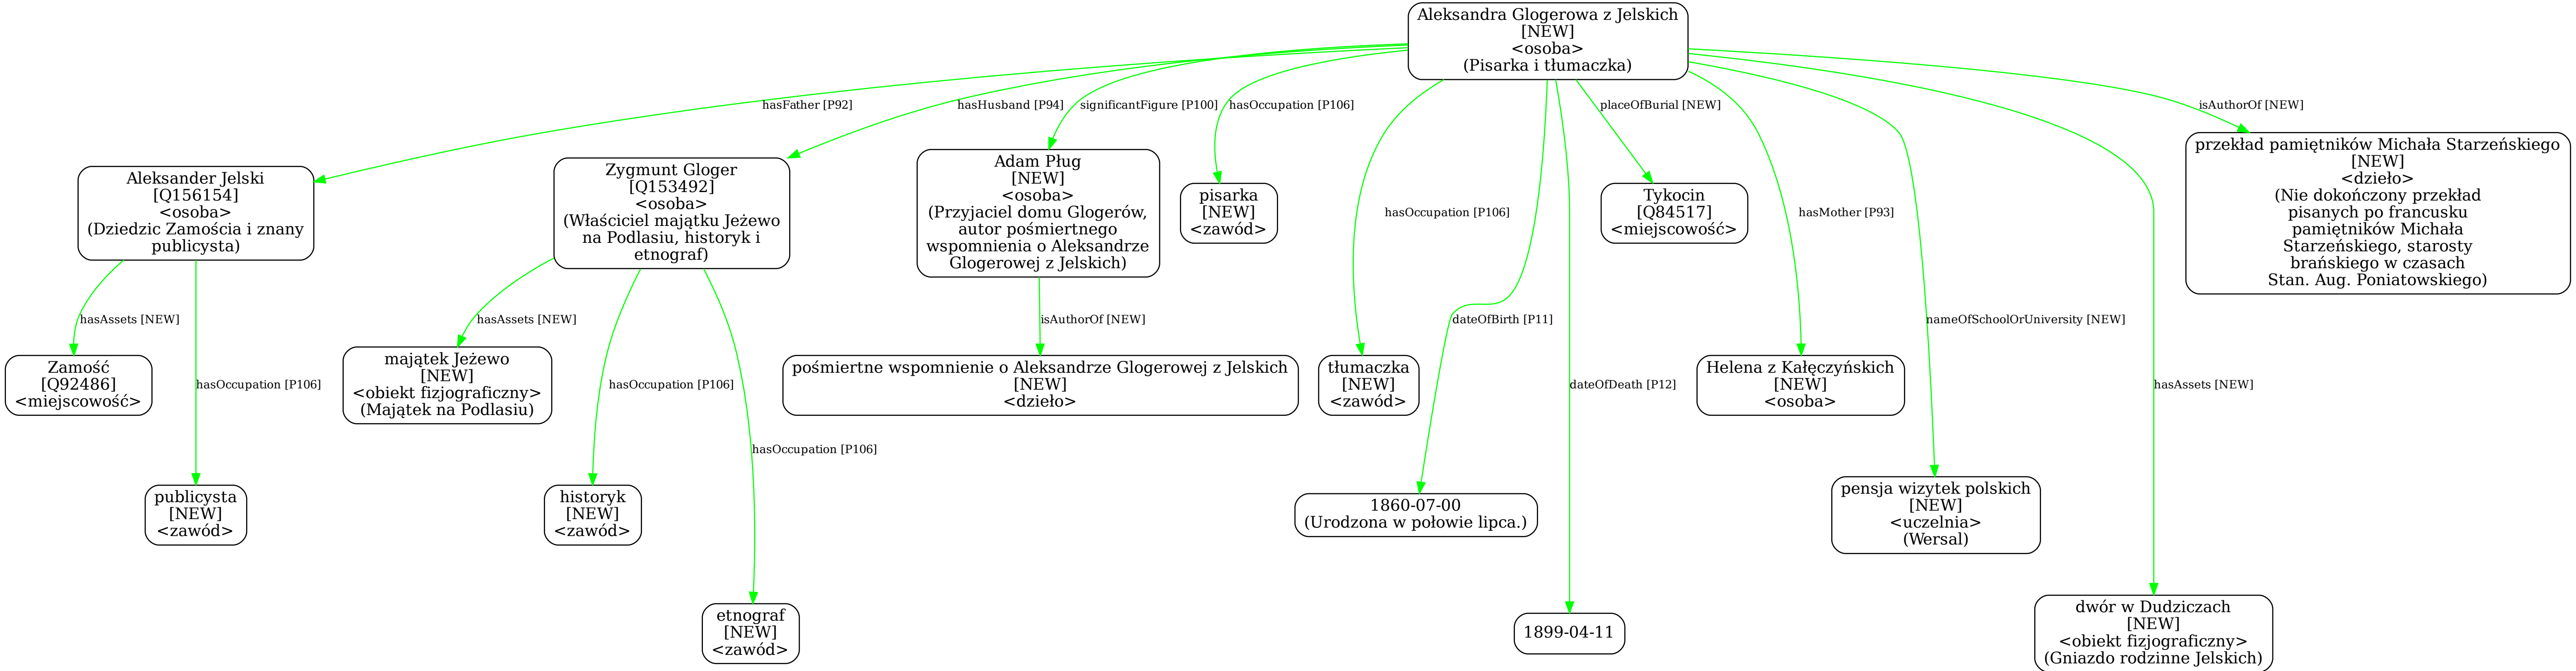 Aleksandra Glogerowa z Jelskich
[NEW]
<osoba>
(Pisarka i tłumaczka)
hasFather [P92]
hasHusband [P94]
significantFigure [P100]
hasOccupation [P106]
placeOfBurial [NEW]
isAuthorOf [NEW]
Aleksander Jelski
[Q156154]
<osoba>
(Dziedzic Zamościa i znany
publicysta)
Zygmunt Gloger
[Q153492]
<osoba>
(Właściciel majątku Jeżewo
na Podlasiu, historyk i
etnograf)
Adam Pług
[NEW]
<osoba>
(Przyjaciel domu Glogerów,
autor pośmiertnego
wspomnienia o Aleksandrze
Glogerowej z Jelskich)
pisarka
[NEW]
<zawód>
hasOccupation [P106]
Tykocin
[Q84517]
<miejscowość>
hasMother [P93]
przekład pamiętników Michała Starzeńskiego
[NEW]
<dzieło>
(Nie dokończony przekład
pisanych po francusku
pamiętników Michała
Starzeńskiego, starosty
brańskiego w czasach
Stan. Aug. Poniatowskiego)
hasAssets [NEW]
hasAssets [NEW]
isAuthorOf [NEW]
dateOfBirth [P11]
nameOfSchoolOrUniversity [NEW]
Zamość
[Q92486]
<miejscowość>
hasOccupation [P106]
majątek Jeżewo
[NEW]
<obiekt fizjograficzny>
(Majątek na Podlasiu)
hasOccupation [P106]
pośmiertne wspomnienie o Aleksandrze Glogerowej z Jelskich
[NEW]
<dzieło>
tłumaczka
[NEW]
<zawód>
dateOfDeath [P12]
Helena z Kałęczyńskich
[NEW]
<osoba>
hasAssets [NEW]
hasOccupation [P106]
publicysta
[NEW]
<zawód>
historyk
[NEW]
<zawód>
1860-07-00
(Urodzona w połowie lipca.)
pensja wizytek polskich
[NEW]
<uczelnia>
(Wersal)
etnograf
[NEW]
<zawód>
1899-04-11
dwór w Dudziczach
[NEW]
<obiekt fizjograficzny>
(Gniazdo rodzinne Jelskich)